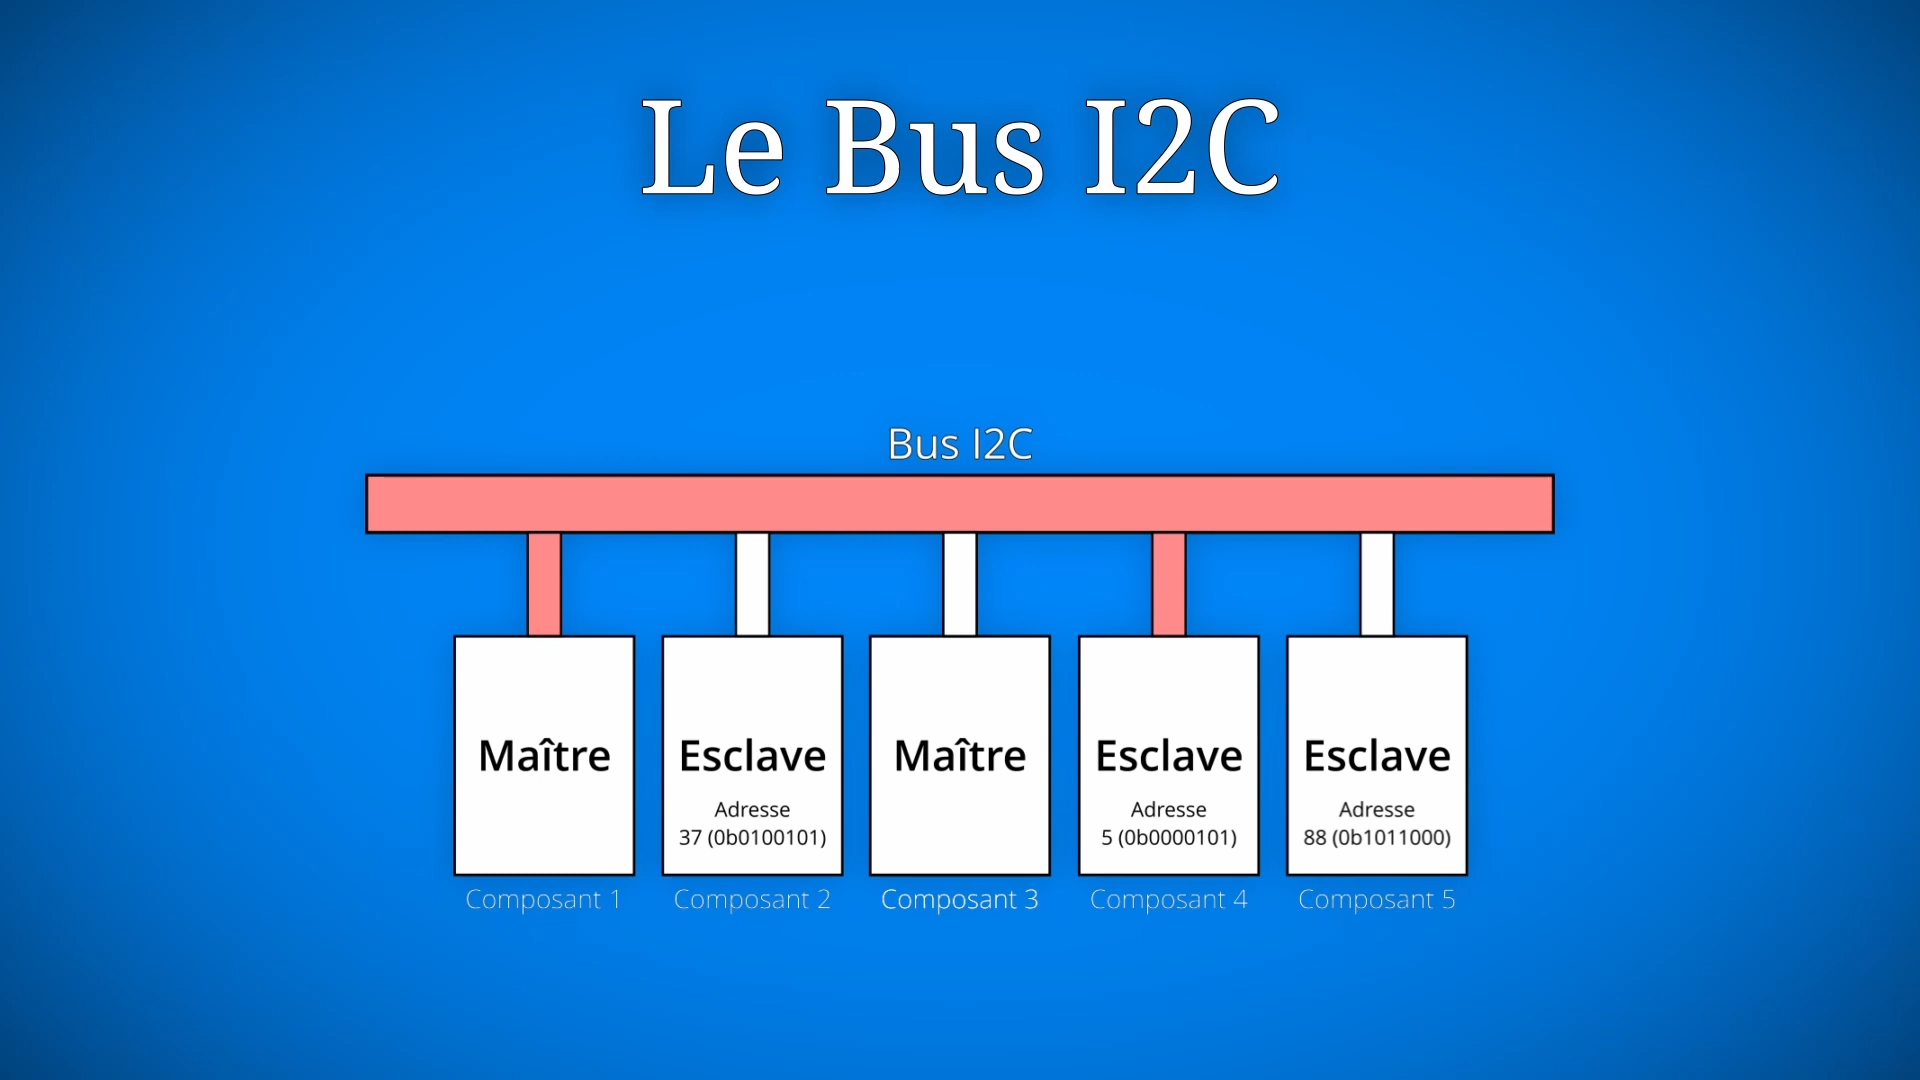 Le Bus I2C
Bus I2C
Maître
Composant 1
Esclave
Adresse
37 (0b0100101)
Composant 2
Maître
Composant 3
Esclave
Adresse
5 (0b0000101)
Composant 4
Esclave
Adresse
88 (0b1011000)
Composant 5